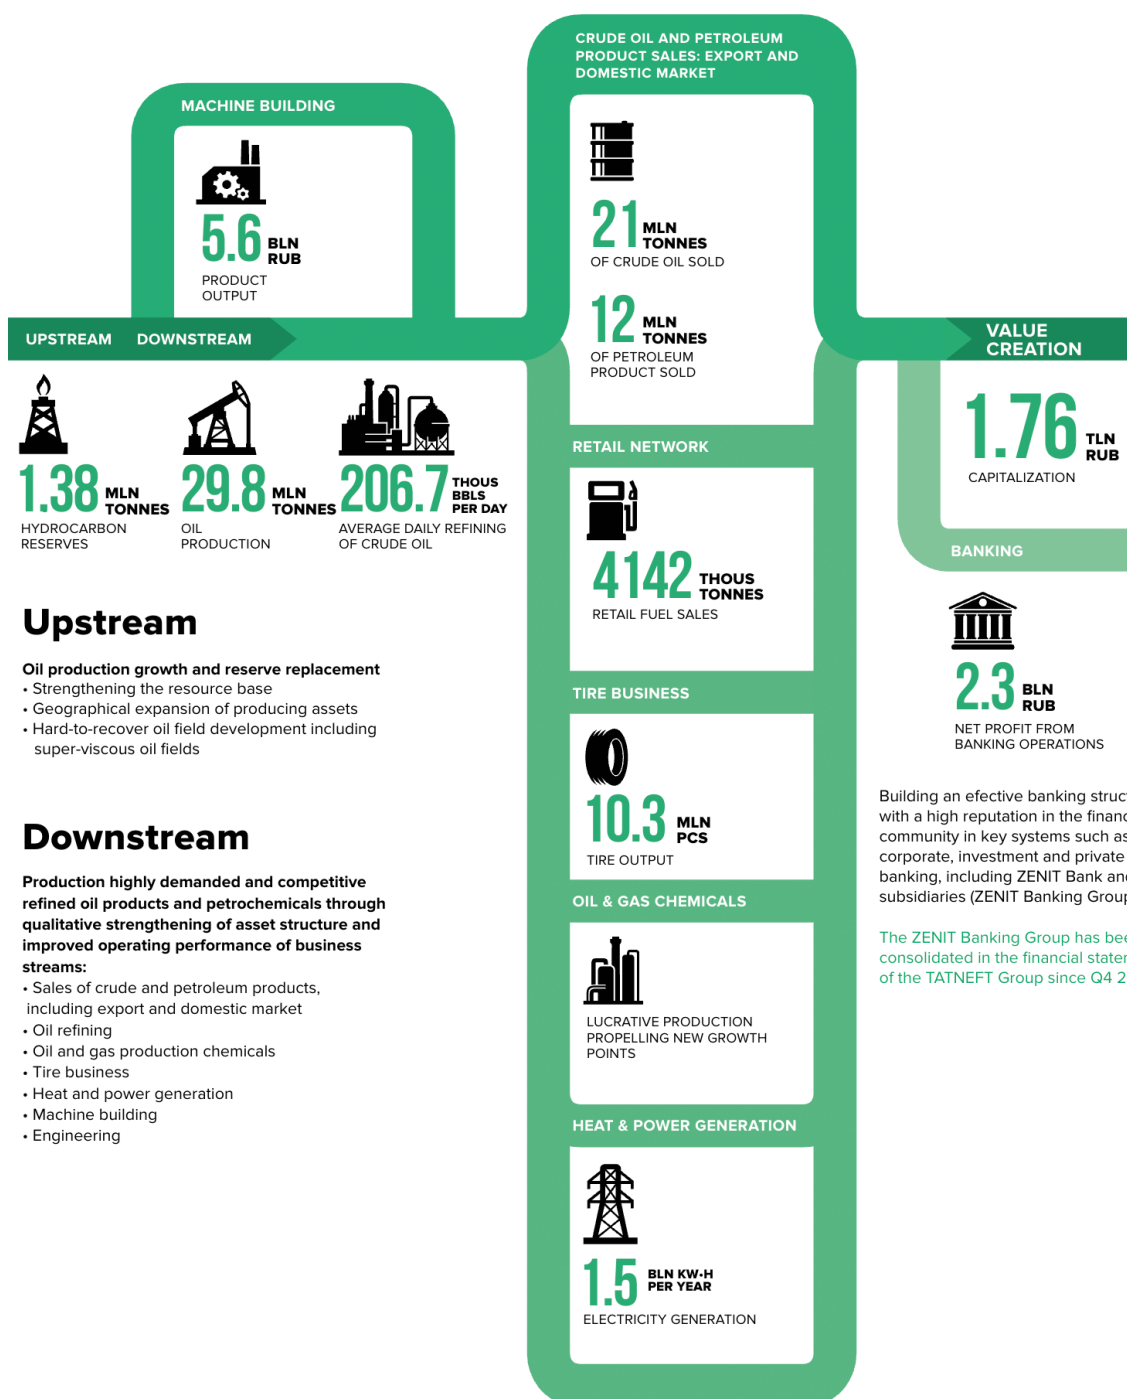 CRUDE OIL AND PETROLEUM
PRODUCT SALES: EXPORT AND
DOMESTIC MARKET
MACHINE BUILDING
5.6 BLN
RUB
PRODUCT
OUTPUT
21 MLN
TONNES
OF CRUDE OIL SOLD
12 MLN
TONNES
OF PETROLEUM
PRODUCT SOLD
UPSTREAM DOWNSTREAM
VALUE
CREATION
1.38 MLN
TONNES
HYDROCARBON
RESERVES
29.8 MLN
TONNES
OIL
PRODUCTION
206.7 THOUS
BBLS
PER DAY
AVERAGE DAILY REFINING
OF CRUDE OIL
1.76 TLN
RUB
CAPITALIZATION
RETAIL NETWORK
4142 THOUS
TONNES
RETAIL FUEL SALES
BANKING
2.3 BLN
RUB
NET PROFIT FROM
BANKING OPERATIONS
Upstream
Oil production growth and reserve replacement
• Strengthening the resource base
• Geographical expansion of producing assets
• Hard-to-recover oil field development including
super-viscous oil fields
TIRE BUSINESS
10.3 MLN
PCS
TIRE OUTPUT
Building an efective banking
with a high reputation in the
community in key systems such as
corporate, investment and private
banking, including ZENIT Bank
subsidiaries (ZENIT Banking
The ZENIT Banking Group has
consolidated in the financial
of the TATNEFT Group since Q4
Downstream
Production highly demanded and competitive
refined oil products and petrochemicals through
qualitative strengthening of asset structure and
improved operating performance of business
streams:
• Sales of crude and petroleum products,
including export and domestic market
• Oil refining
• Oil and gas production chemicals
• Tire business
• Heat and power generation
• Machine building
• Engineering
OIL & GAS CHEMICALS
LUCRATIVE PRODUCTION
PROPELLING NEW GROWTH
POINTS
HEAT & POWER GENERATION
1.5 BLN KW•H
PER YEAR
ELECTRICITY GENERATION